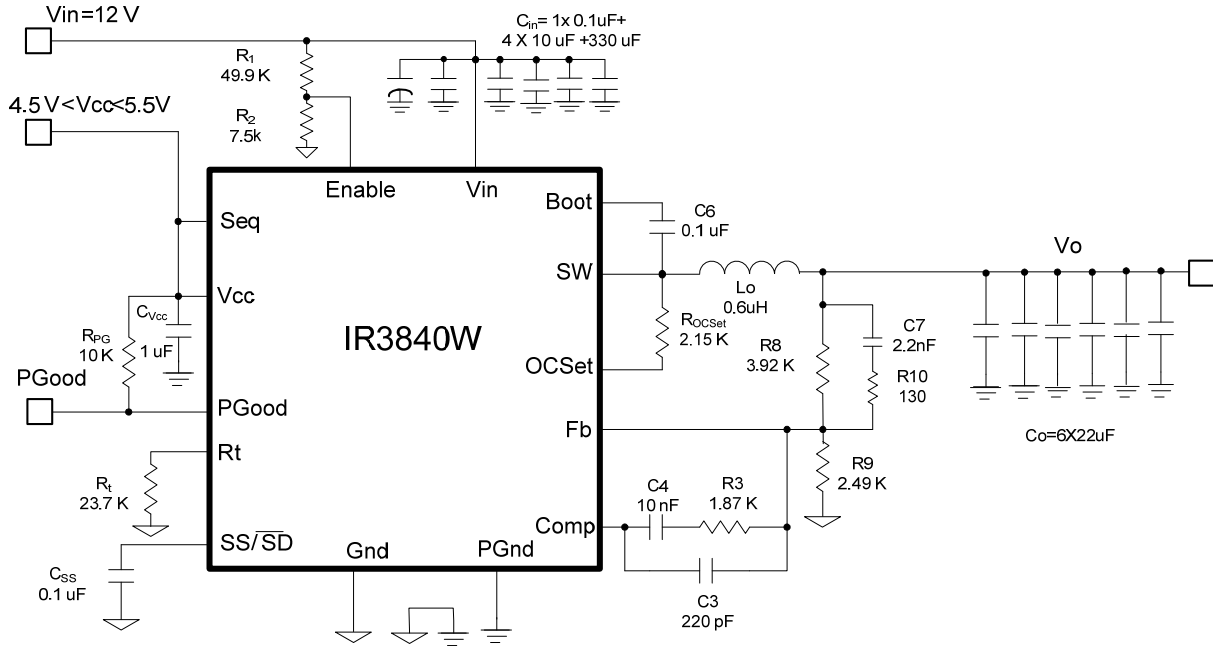 Vin=12 V
Cin= 1x 0.1uF+
4 X 10 uF +330 uF
R1
49.9 K
4.5 V<Vcc<5.5V
R2
7.5k
Enable
Vin
Boot
C6
0.1 uF
Seq
SW
Vo
Lo
0.6uH
Vcc
CVcc
1 uF
RPG
10 K
IR3840W
ROCSet
2.15 K
R8
3.92 K
C7
2.2nF
R10
130
OCSet
PGood
PGood
Fb
Co=6X22uF
Rt
Rt
23.7 K
R9
2.49 K
C4
10 nF
R3
1.87 K
Comp
SS/SD
Gnd
PGnd
CSS
0.1 uF
C3
220 pF